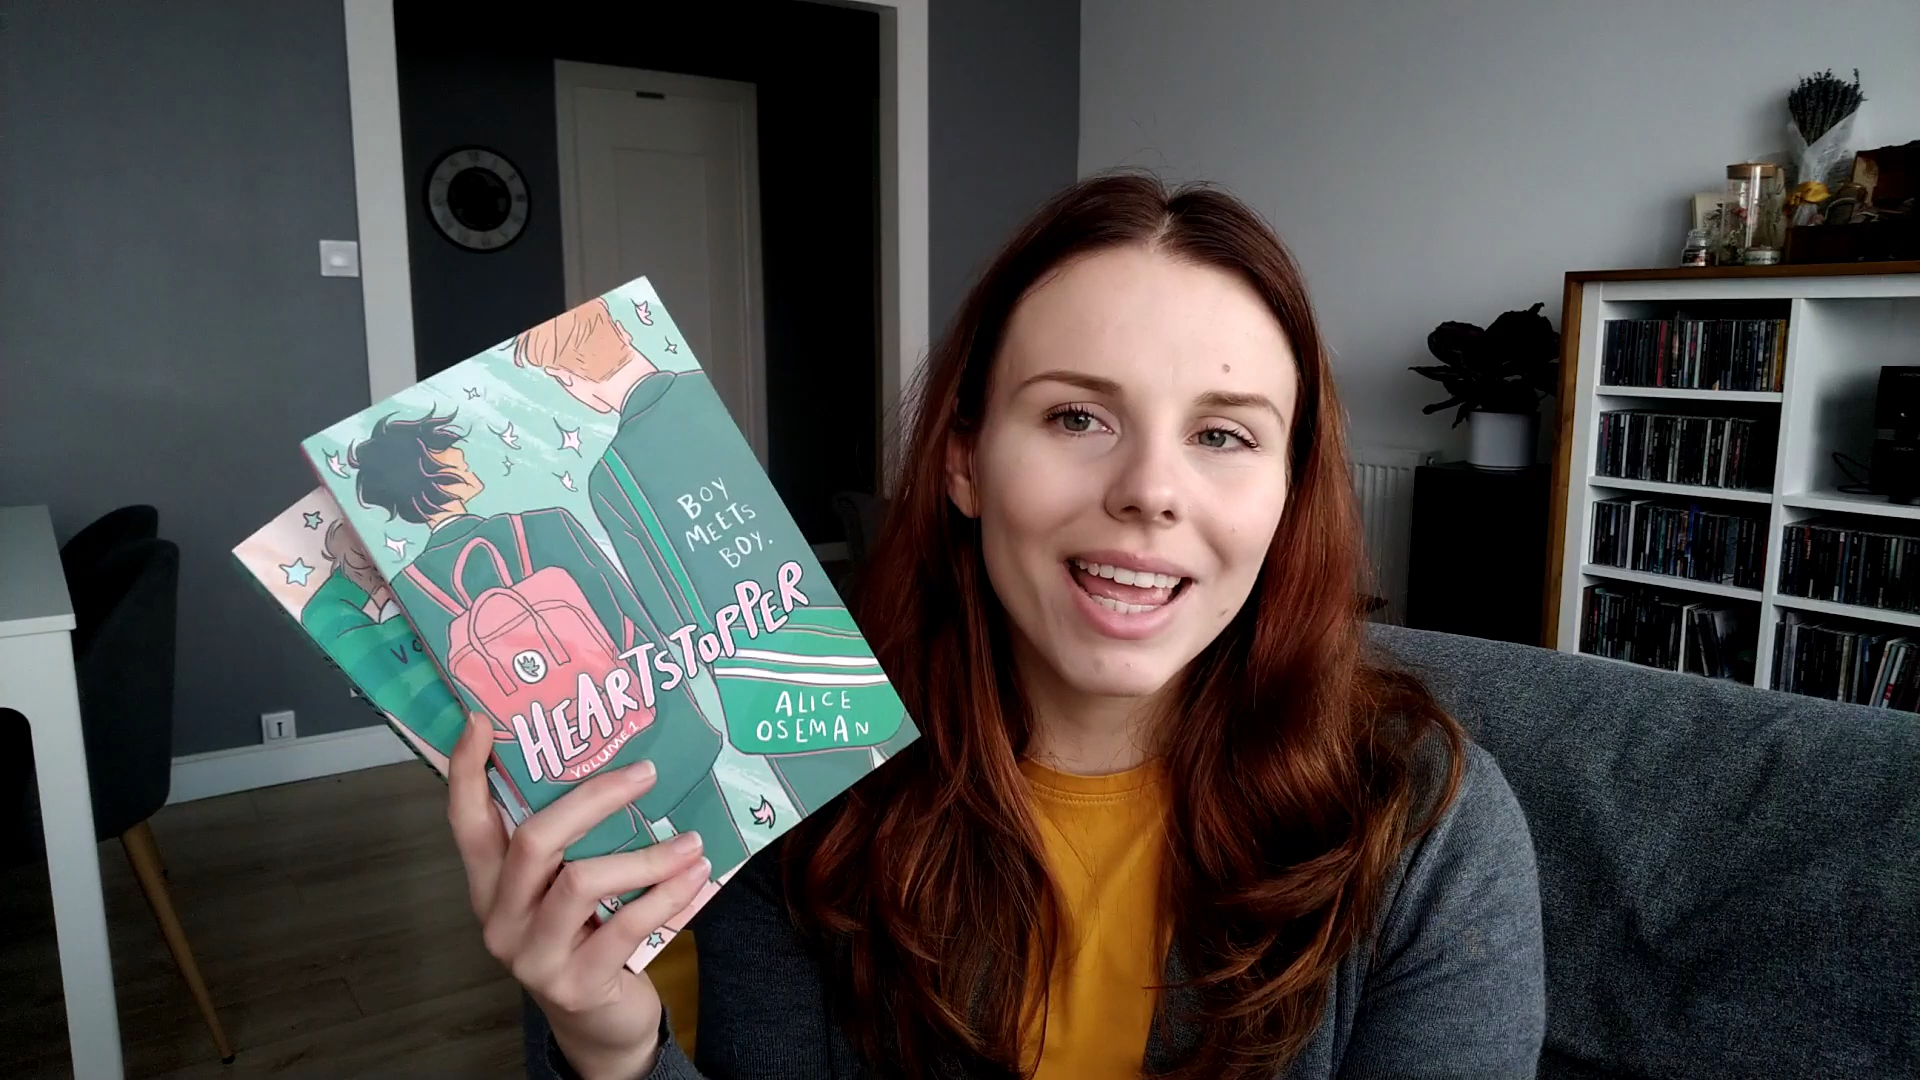 BOY
MEETS
BOY.
HEARTSTOPPER
VOLUME 1
ALICE
OSEMAN